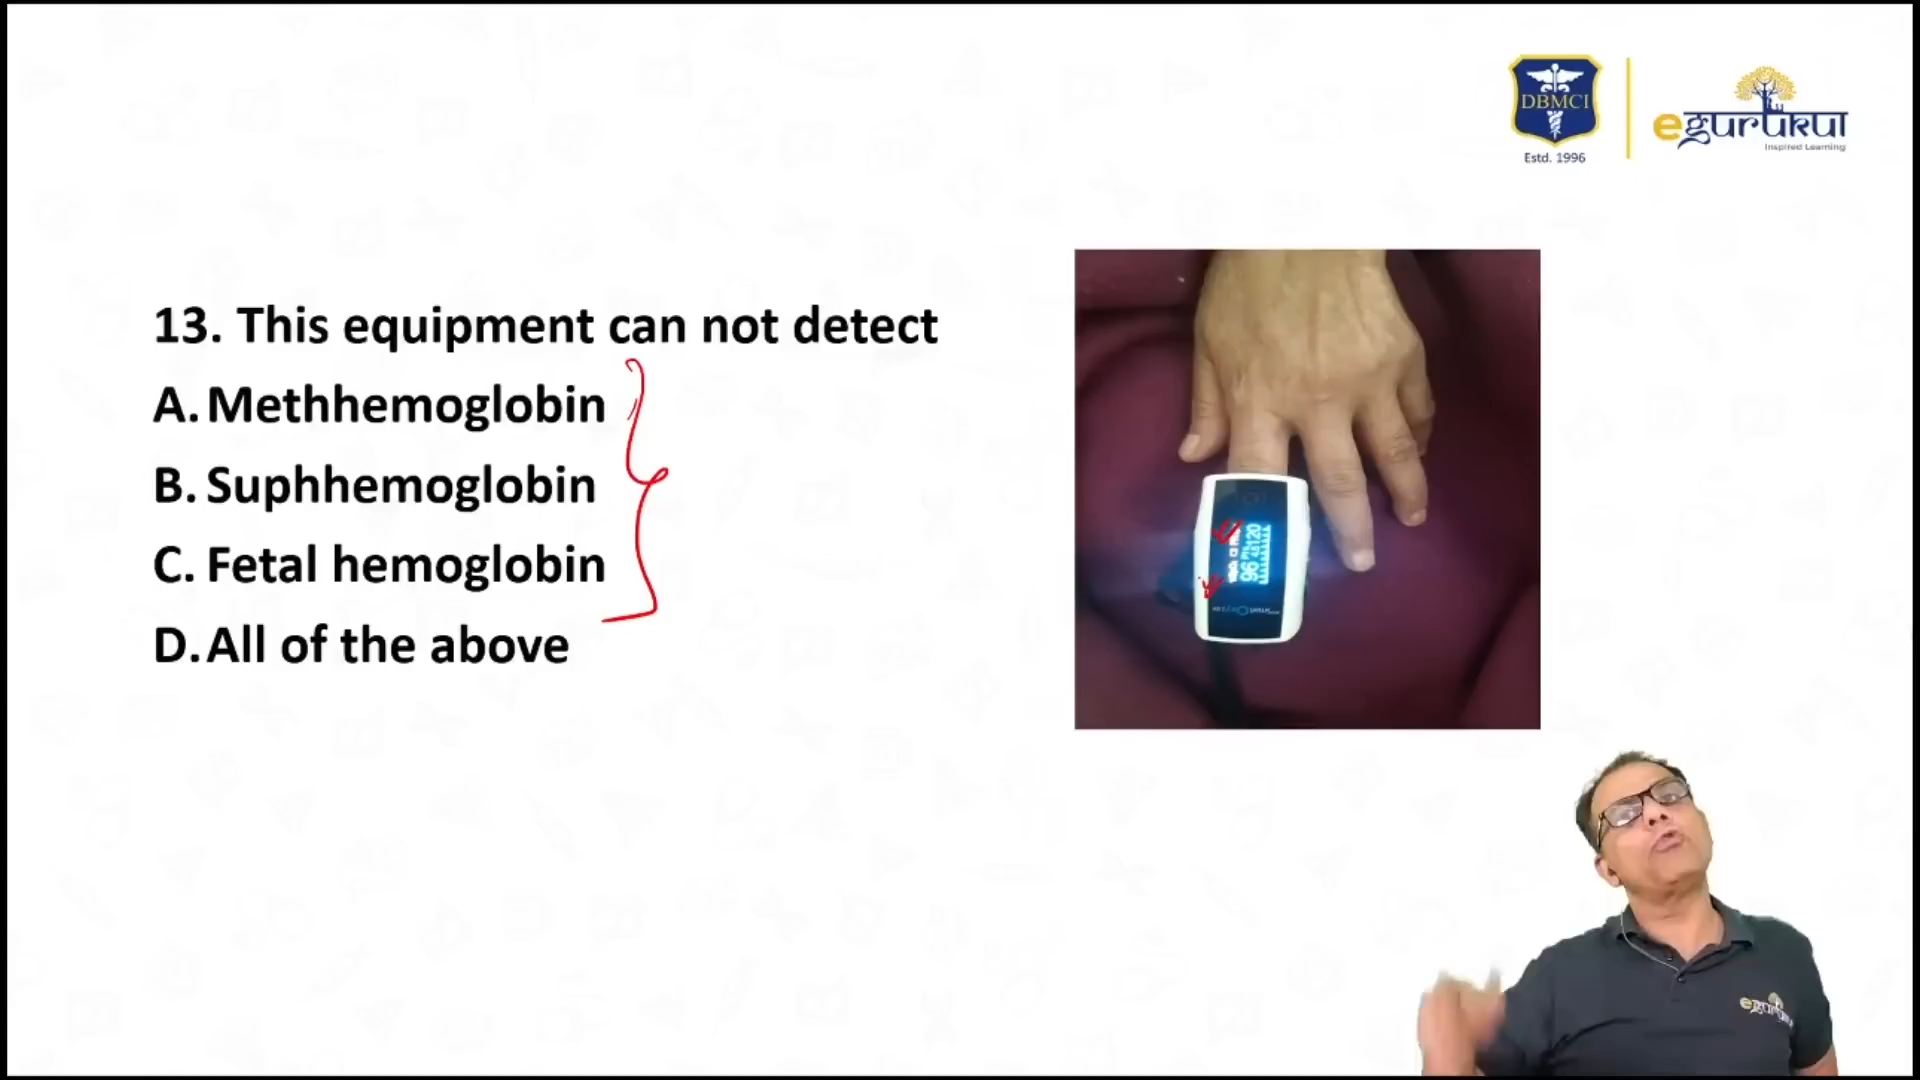 DBMCI
Estd. 1996
egurukul
Inspired Learning
13. This equipment can not detect
A. Methhemoglobin
B. Suphhemoglobin
C. Fetal hemoglobin
D. All of the above
96
120
egurukul